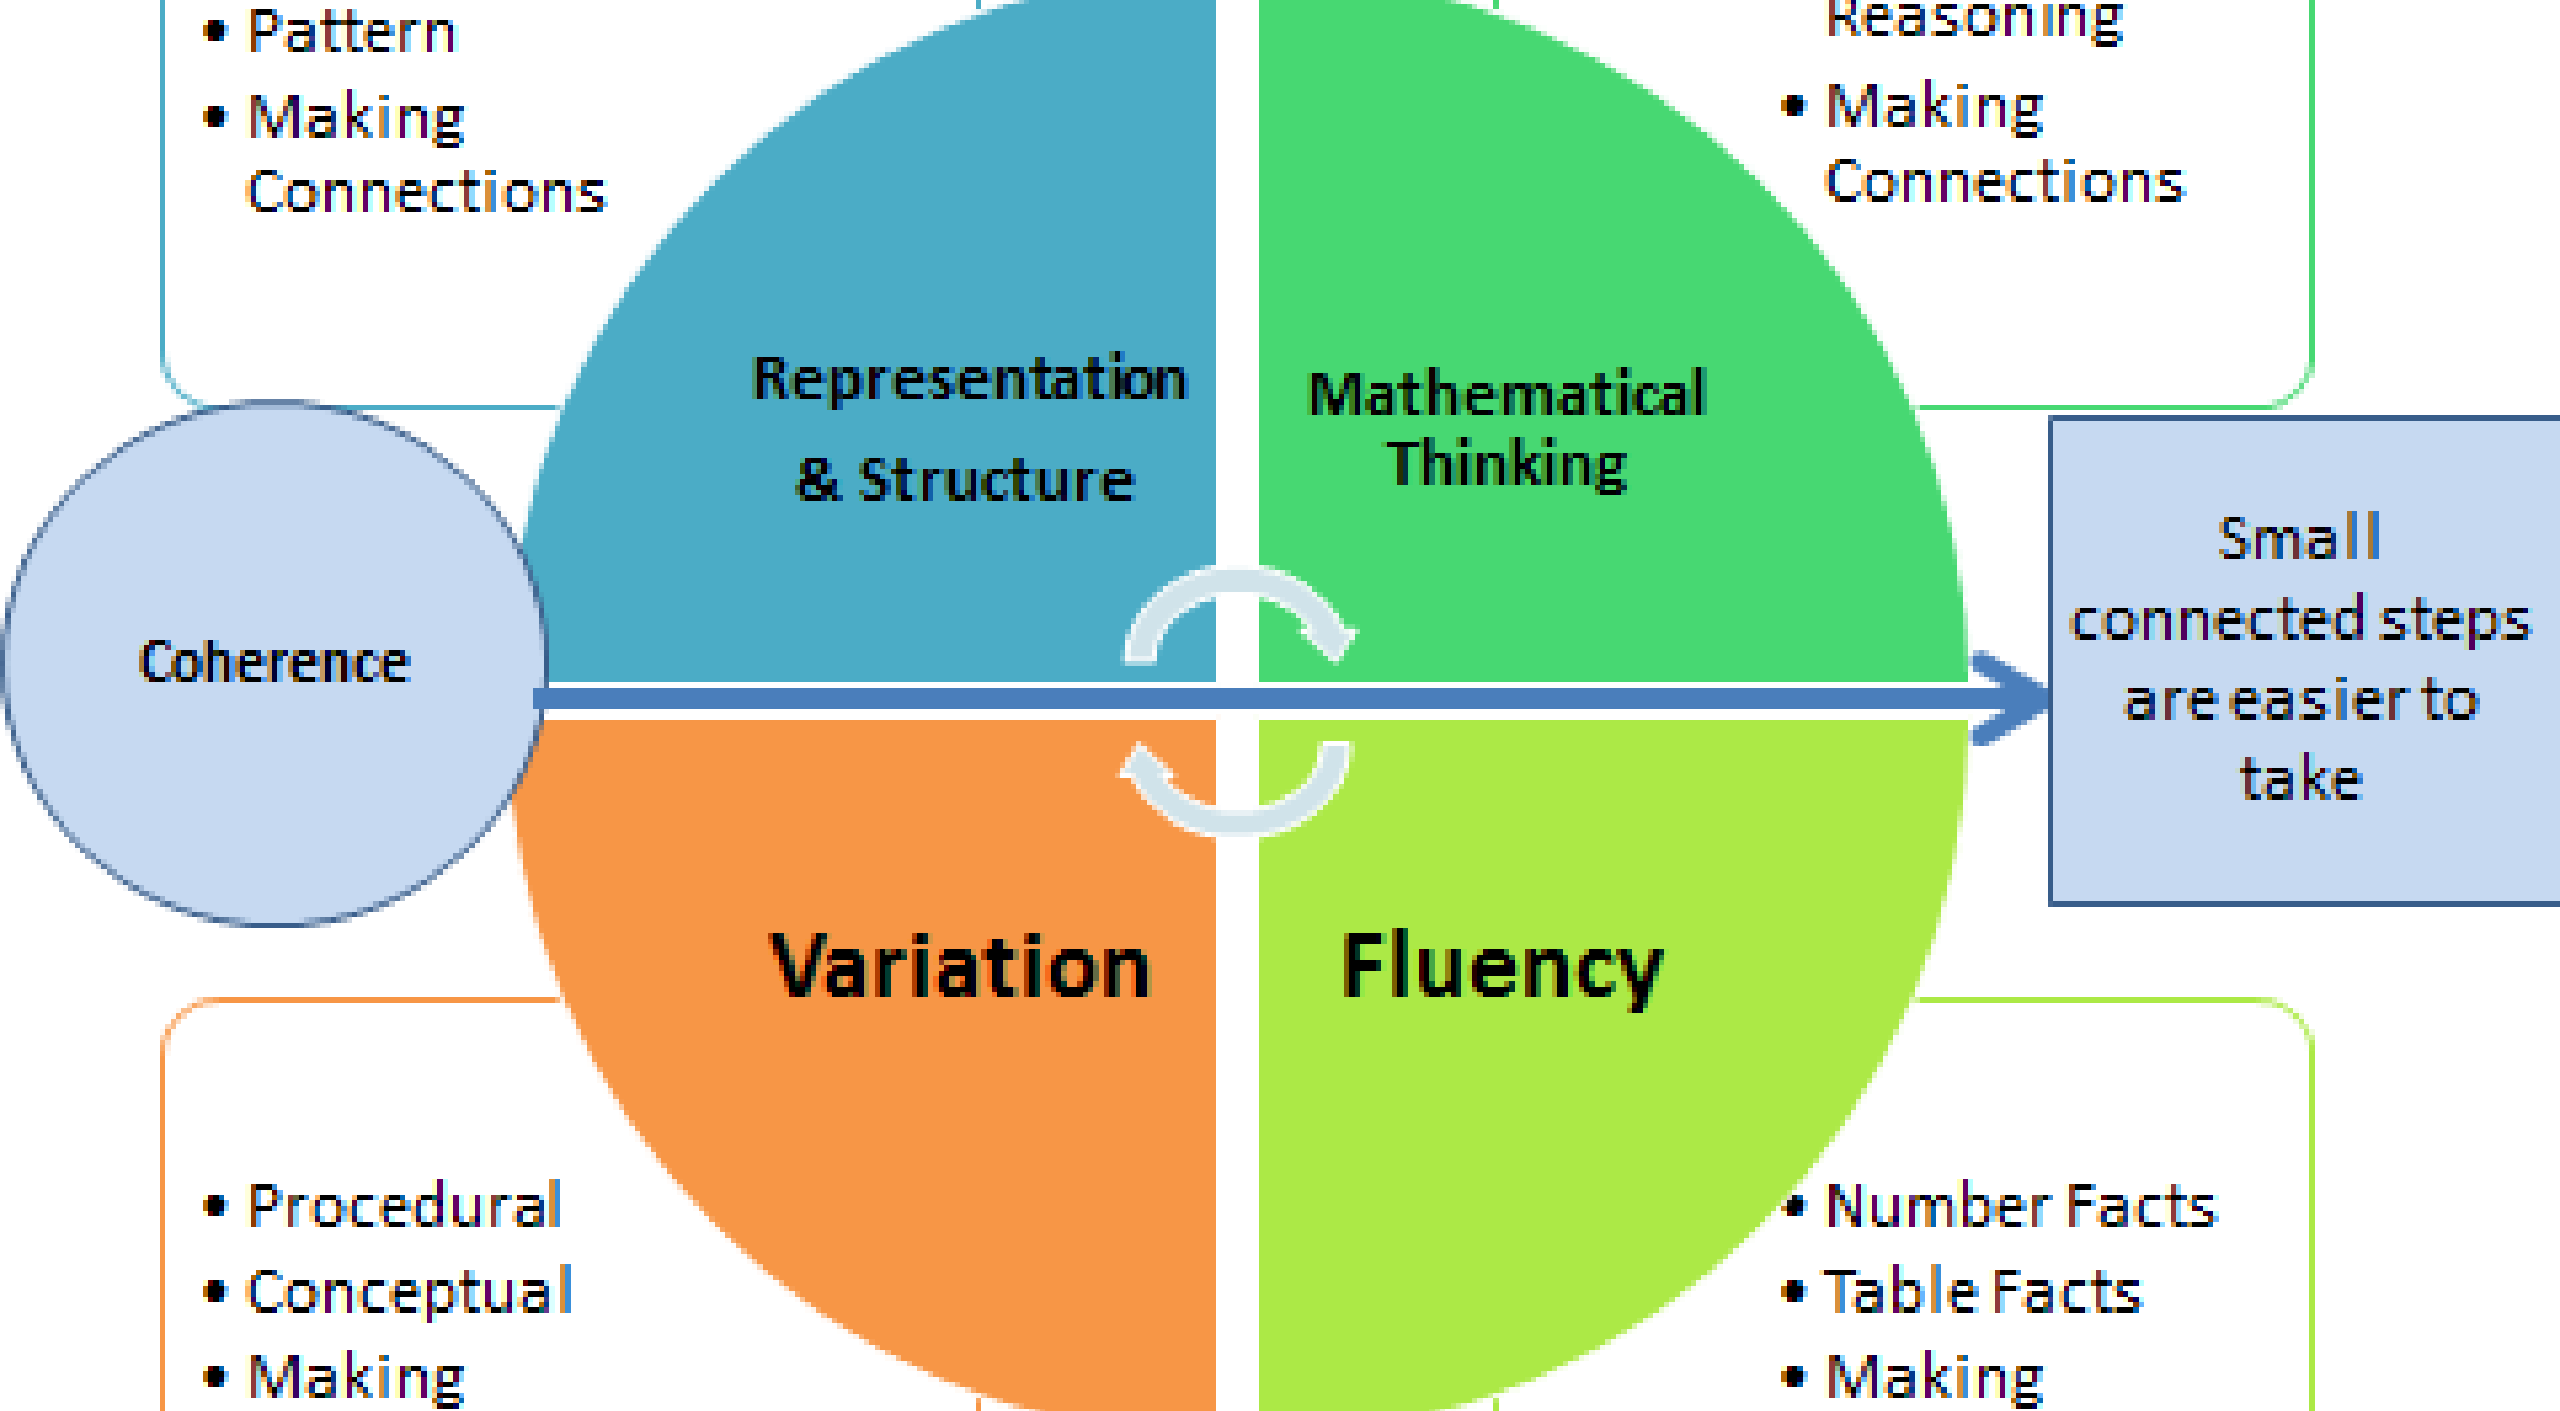 • Pattern
• Making
Connections
Reasoning
• Making
Connections
Representation
& Structure
Mathematical
Thinking
Coherence
Small
connected steps
are easier to
take
Variation
Fluency
• Procedural
• Conceptual
• Making
• Number Facts
• Table Facts
• Making